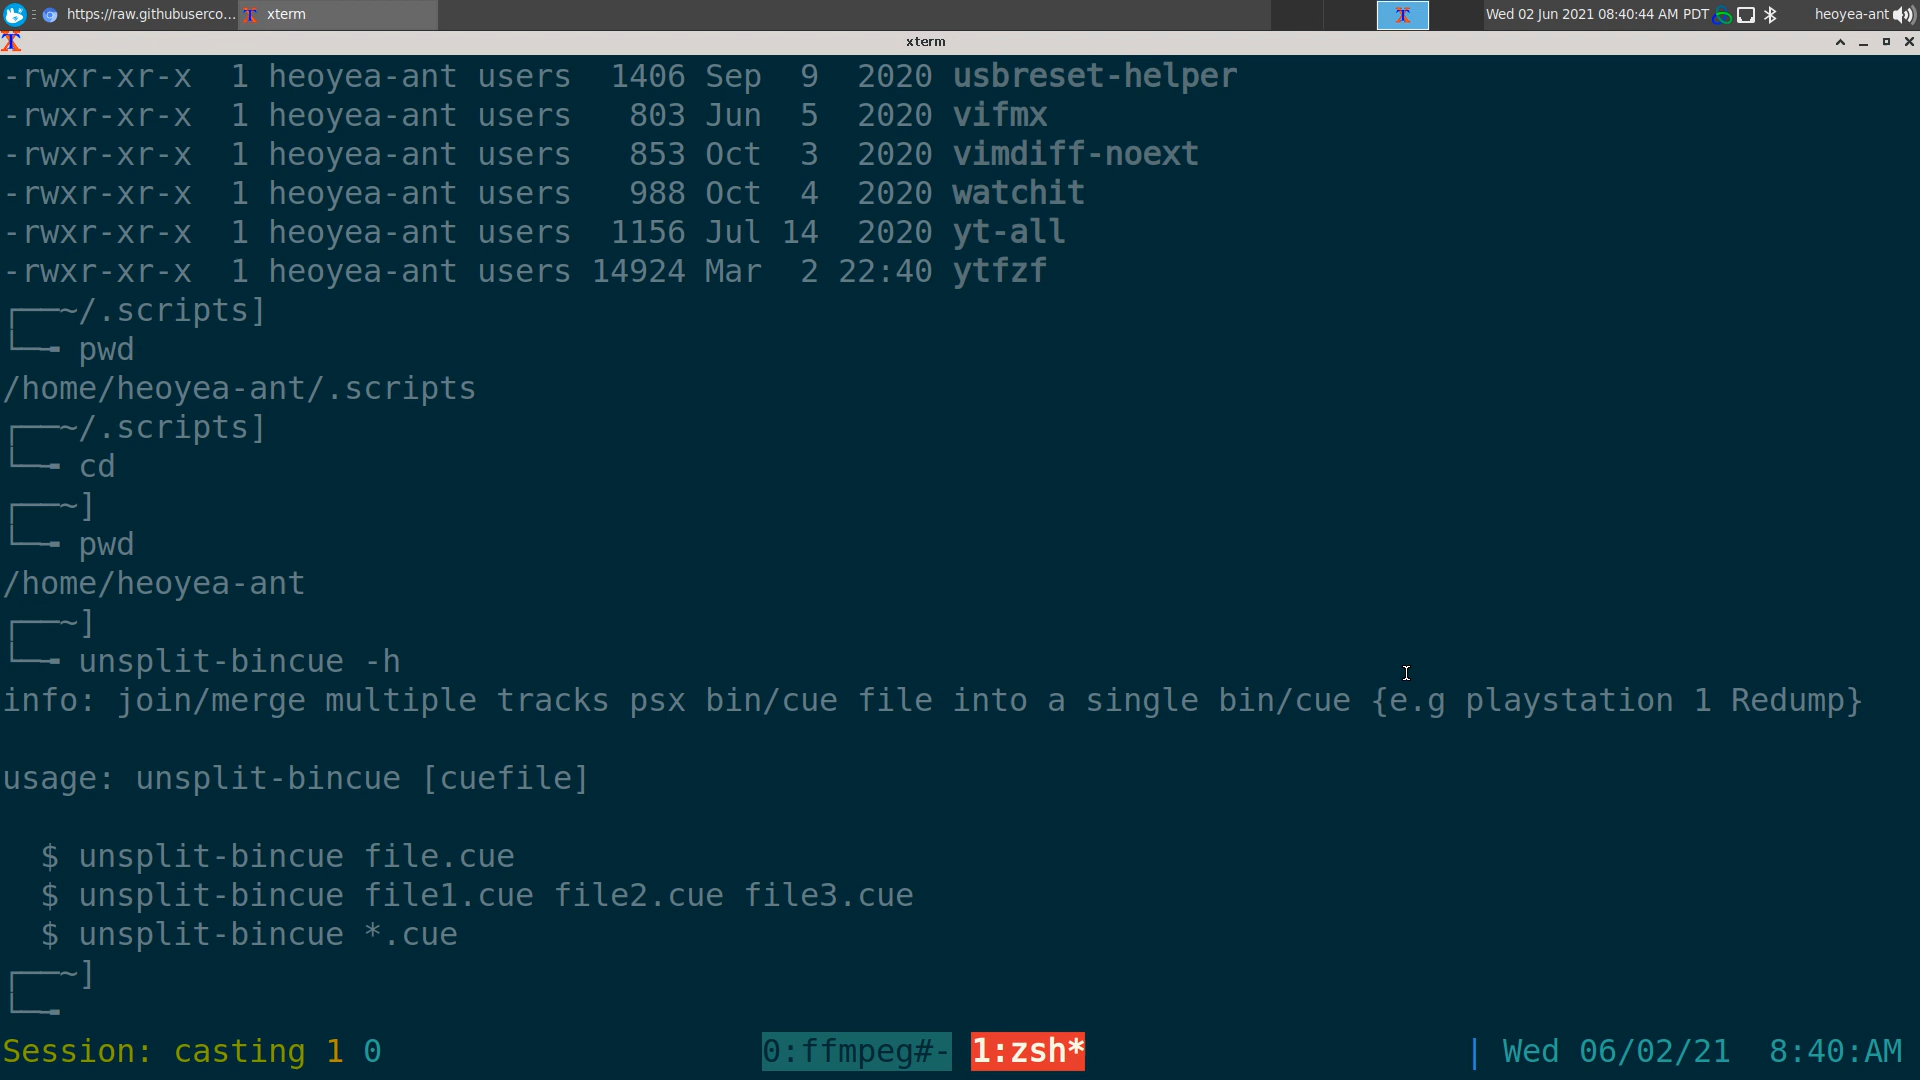 https://raw.githubuserco... xterm Wed 02 Jun 2021 08:40:44 AM PDT heoyea-ant
xterm
-rwxr-xr-x 1 heoyea-ant users 1406 Sep 9 2020 usbreset-helper
-rwxr-xr-x 1 heoyea-ant users 803 Jun 5 2020 vifmx
-rwxr-xr-x 1 heoyea-ant users 853 Oct 3 2020 vimdiff-noext
-rwxr-xr-x 1 heoyea-ant users 988 Oct 4 2020 watchit
-rwxr-xr-x 1 heoyea-ant users 1156 Jul 14 2020 yt-all
-rwxr-xr-x 1 heoyea-ant users 14924 Mar 2 22:40 ytfzf
┌──~/.scripts]
└─╼ pwd
/home/heoyea-ant/.scripts
┌──~/.scripts]
└─╼ cd
┌──~]
└─╼ pwd
/home/heoyea-ant
┌──~]
└─╼ unsplit-bincue -h
info: join/merge multiple tracks psx bin/cue file into a single bin/cue {e.g playstation 1 Redump}
usage: unsplit-bincue [cuefile]
$ unsplit-bincue file.cue
$ unsplit-bincue file1.cue file2.cue file3.cue
$ unsplit-bincue *.cue
┌──~]
└─╼
Session: casting 1 0 0:ffmpeg#- 1:zsh* | Wed 06/02/21 8:40:AM